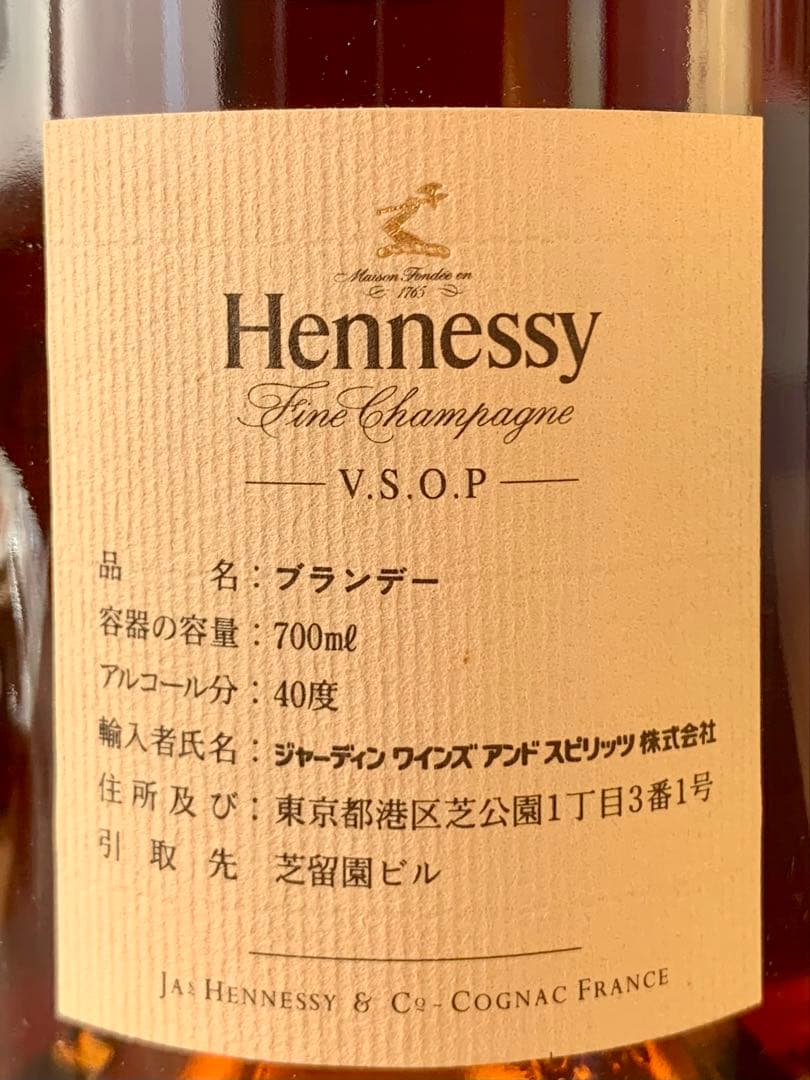 Maison Fondée en
1765
Hennessy
Fine Champagne
V.S.O.P
品名：ブランデー
容器の容量：700mℓ
アルコール分：40度
輸入者氏名：ジャーディン ワインズ アンド スピリッツ 株式会社
住所及び：東京都港区芝公園1丁目3番1号
引取先 芝留園ビル
JAS HENNESSY & Cº - COGNAC FRANCE